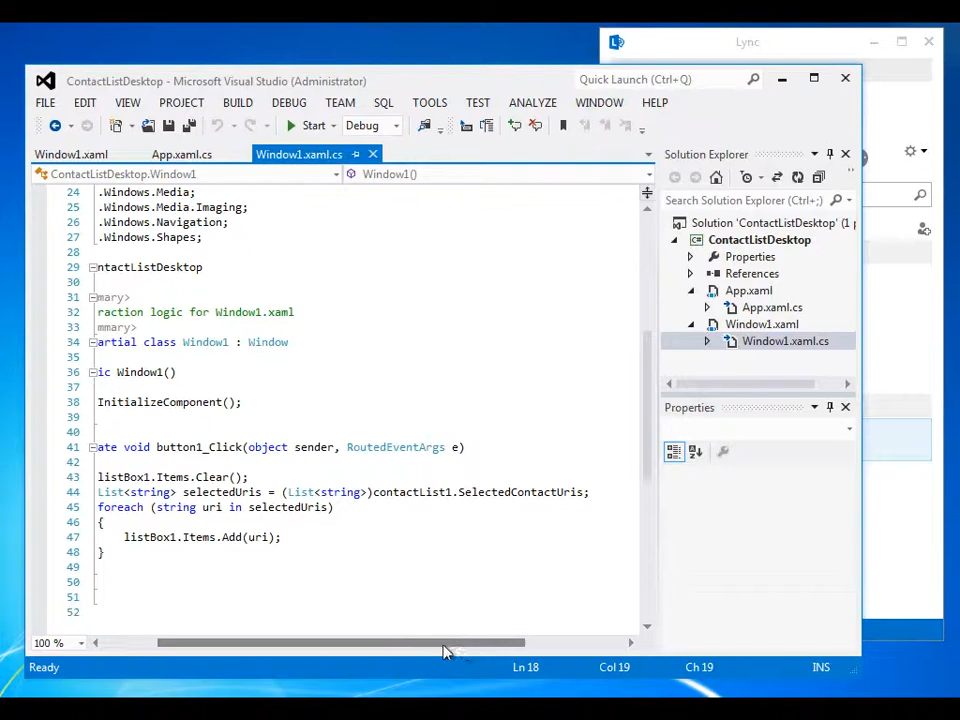 Lync
ContactListDesktop - Microsoft Visual Studio (Administrator)
Quick Launch (Ctrl+Q)
FILE EDIT VIEW PROJECT BUILD DEBUG TEAM SQL TOOLS TEST ANALYZE WINDOW HELP
Start Debug
Window1.xaml App.xaml.cs Window1.xaml.cs
ContactListDesktop.Window1 Window1()
24 .Windows.Media;
25 .Windows.Media.Imaging;
26 .Windows.Navigation;
27 .Windows.Shapes;
28
29 ntactListDesktop
30
31 mary>
32 raction logic for Window1.xaml
33 mmary>
34 artial class Window1 : Window
35
36 ic Window1()
37
38 InitializeComponent();
39
40
41 ate void button1_Click(object sender, RoutedEventArgs e)
42
43 listBox1.Items.Clear();
44 List<string> selectedUris = (List<string>)contactList1.SelectedContactUris;
45 foreach (string uri in selectedUris)
46 {
47 listBox1.Items.Add(uri);
48 }
49
50
51
52
100 %
Solution Explorer
Search Solution Explorer (Ctrl+;)
Solution 'ContactListDesktop' (1 p
ContactListDesktop
Properties
References
App.xaml
App.xaml.cs
Window1.xaml
Window1.xaml.cs
Properties
Ready Ln 18 Col 19 Ch 19 INS